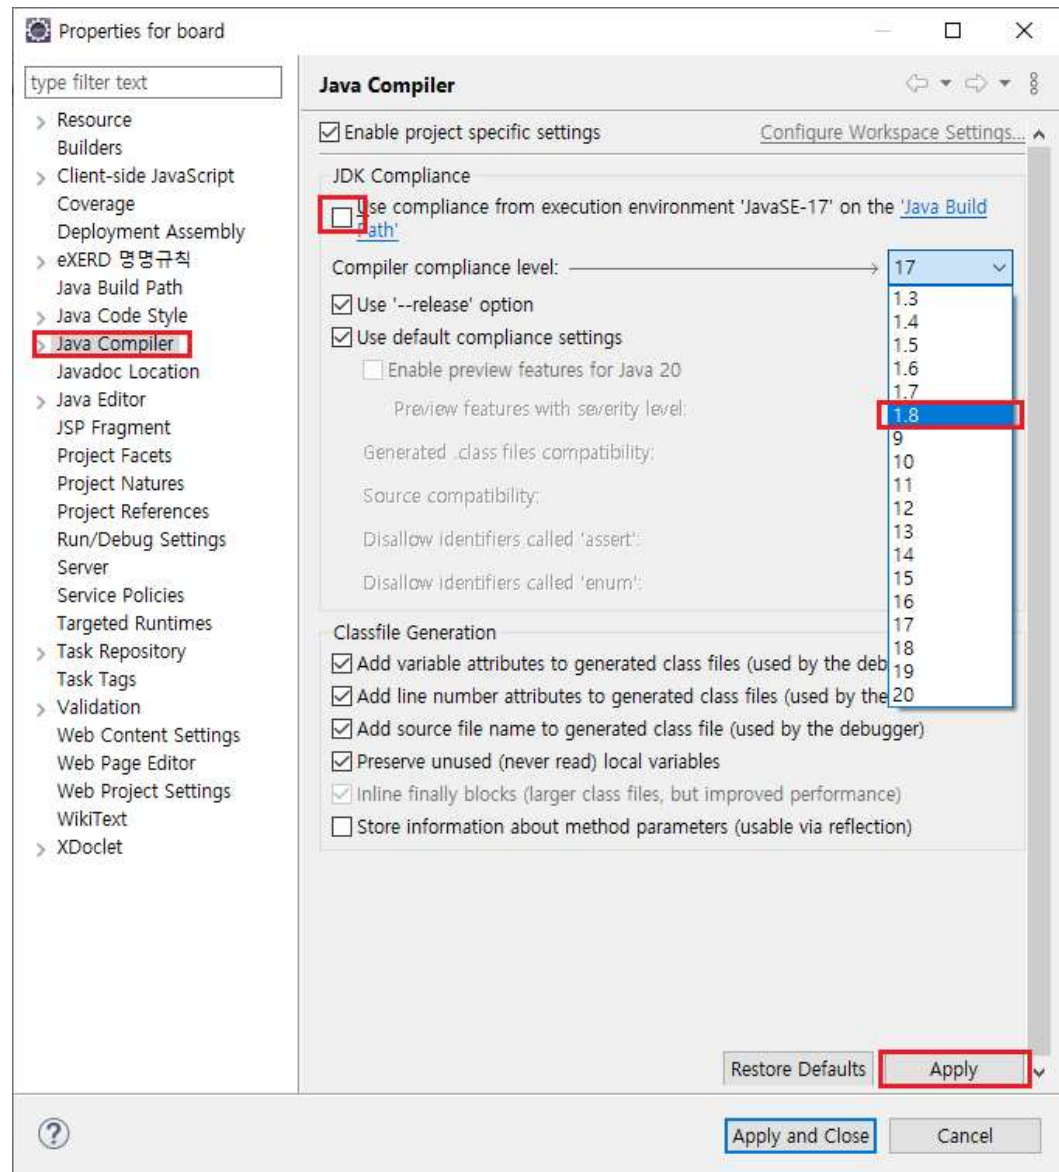 Properties for board
type filter text
Resource
Builders
Client-side JavaScript
Coverage
Deployment Assembly
eXERD 명명규칙
Java Build Path
Java Code Style
Java Compiler
Javadoc Location
Java Editor
JSP Fragment
Project Facets
Project Natures
Project References
Run/Debug Settings
Server
Service Policies
Targeted Runtimes
Task Repository
Task Tags
Validation
Web Content Settings
Web Page Editor
Web Project Settings
WikiText
XDoclet
Java Compiler
Enable project specific settings
Configure Workspace Settings...
JDK Compliance
Use compliance from execution environment 'JavaSE-17' on the 'Java Build
Path'
Compiler compliance level:
17
1.3
1.4
1.5
1.6
1.7
1.8
9
10
11
12
13
14
15
16
17
18
19
20
Use '--release' option
Use default compliance settings
Enable preview features for Java 20
Preview features with severity level:
Generated .class files compatibility:
Source compatibility:
Disallow identifiers called 'assert':
Disallow identifiers called 'enum':
Classfile Generation
Add variable attributes to generated class files (used by the deb
Add line number attributes to generated class files (used by the
Add source file name to generated class file (used by the debugger)
Preserve unused (never read) local variables
Inline finally blocks (larger class files, but improved performance)
Store information about method parameters (usable via reflection)
Restore Defaults
Apply
Apply and Close
Cancel